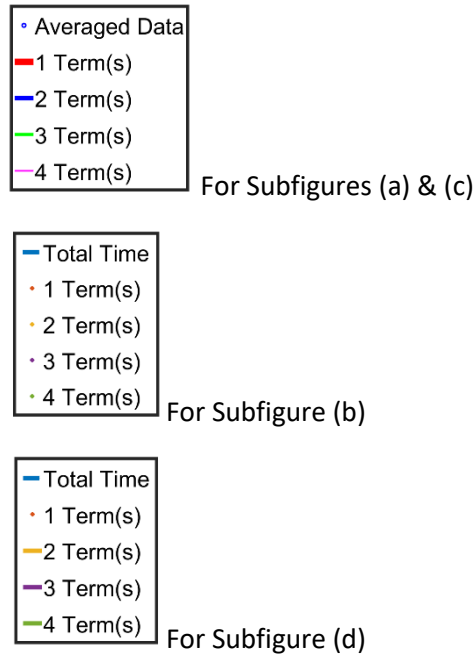 Averaged Data
1 Term(s)
2 Term(s)
3 Term(s)
4 Term(s)
For Subfigures (a) & (c)
Total Time
1 Term(s)
2 Term(s)
3 Term(s)
4 Term(s)
For Subfigure (b)
Total Time
1 Term(s)
2 Term(s)
3 Term(s)
4 Term(s)
For Subfigure (d)